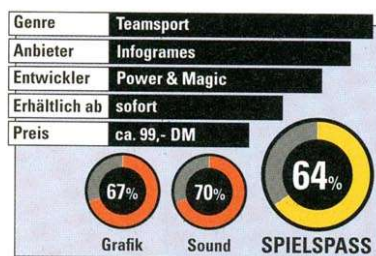 Genre Teamsport
Anbieter Infogrames
Entwickler Power & Magic
Erhältlich ab sofort
Preis ca. 99,- DM
67% 70% 64%
Grafik Sound SPIELSPASS